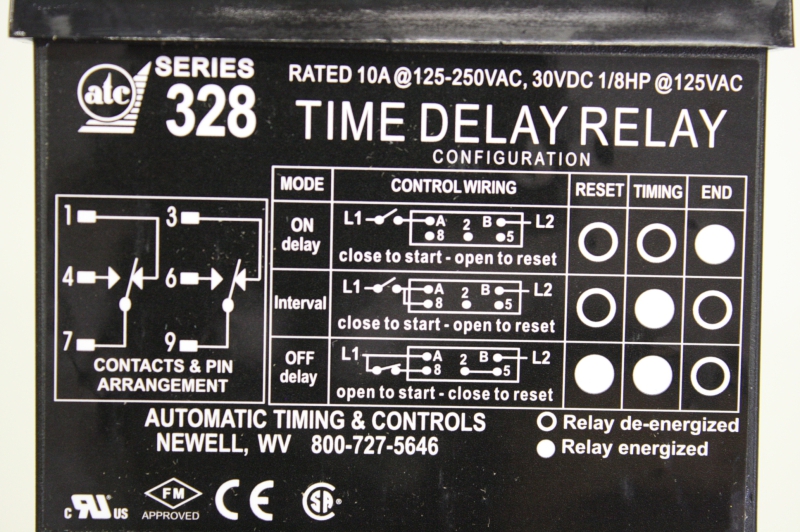 atc SERIES 328
RATED 10A @125-250VAC, 30VDC 1/8HP @125VAC
TIME DELAY RELAY
CONFIGURATION
MODE CONTROL WIRING RESET TIMING END
ON delay
L1 A 2 B L2
8 5
close to start - open to reset
Interval
L1 A 2 B L2
8 5
close to start - open to reset
OFF delay
L1 A 2 B L2
8 5
open to start - close to reset
1 3
4 6
7 9
CONTACTS & PIN
ARRANGEMENT
AUTOMATIC TIMING & CONTROLS
NEWELL, WV 800-727-5646
Relay de-energized
Relay energized
c RU US
FM
APPROVED
CE
SA ®